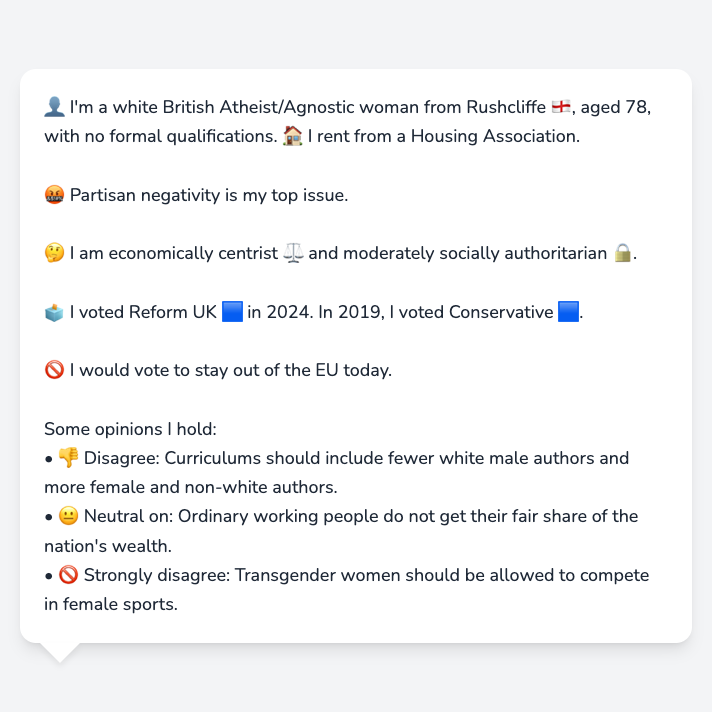 👤 I'm a white British Atheist/Agnostic woman from Rushcliffe 🏴󠁧󠁢󠁥󠁮󠁧󠁿, aged 78,
with no formal qualifications. 🏠 I rent from a Housing Association.
🤬 Partisan negativity is my top issue.
🤔 I am economically centrist ⚖️ and moderately socially authoritarian 🔒.
🗳️ I voted Reform UK 🟦 in 2024. In 2019, I voted Conservative 🟦.
🚫 I would vote to stay out of the EU today.
Some opinions I hold:
• 👎 Disagree: Curriculums should include fewer white male authors and
more female and non-white authors.
• 😐 Neutral on: Ordinary working people do not get their fair share of the
nation's wealth.
• 🚫 Strongly disagree: Transgender women should be allowed to compete
in female sports.